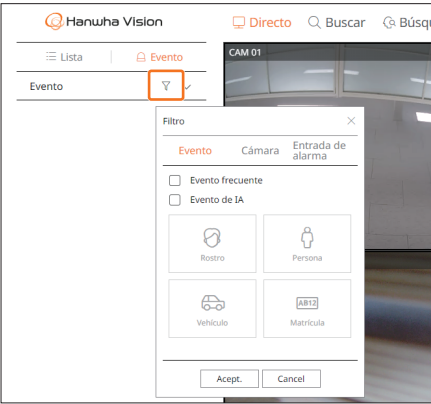 Hanwha Vision
Directo
Buscar
Lista
Evento
CAM 01
Evento
Filtro
Evento
Cámara
Entrada de
alarma
Evento frecuente
Evento de IA
Rostro
Persona
AB12
Vehículo
Matrícula
Acept.
Cancel